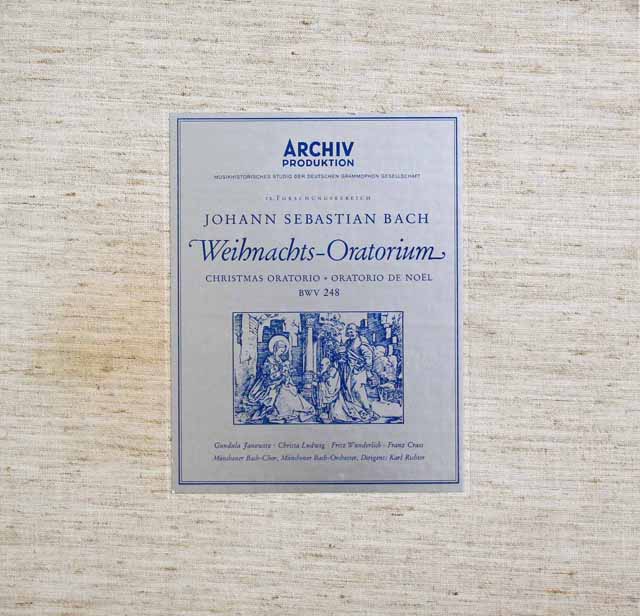 ARCHIV
PRODUKTION
MUSIKHISTORISCHES STUDIO DER DEUTSCHEN GRAMMOPHON GESELLSCHAFT
IX. FORSCHUNGSBEREICH
JOHANN SEBASTIAN BACH
Weihnachts-Oratorium
CHRISTMAS ORATORIO · ORATORIO DE NOËL
BWV 248
Gundula Janowitz · Christa Ludwig · Fritz Wunderlich · Franz Crass
Münchener Bach-Chor, Münchener Bach-Orchester, Dirigent: Karl Richter